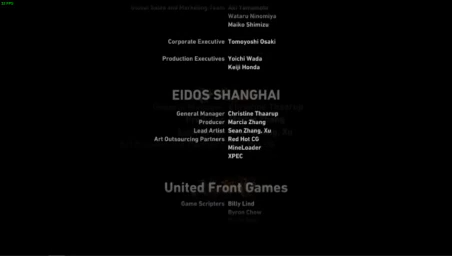 Wataru Ninomiya
Maiko Shimizu
Corporate Executive Tomoyoshi Osaki
Production Executives Yoichi Wada
Keiji Honda
EIDOS SHANGHAI
General Manager Christine Thaarup
Producer Marcia Zhang
Lead Artist Sean Zhang, Xu
Art Outsourcing Partners Red Hot CG
MineLoader
XPEC
United Front Games
Game Scripters Billy Lind
Baron Chow